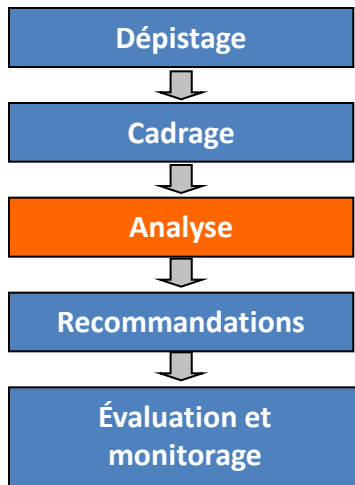 Dépistage
Cadrage
Analyse
Recommandations
Évaluation et
monitorage